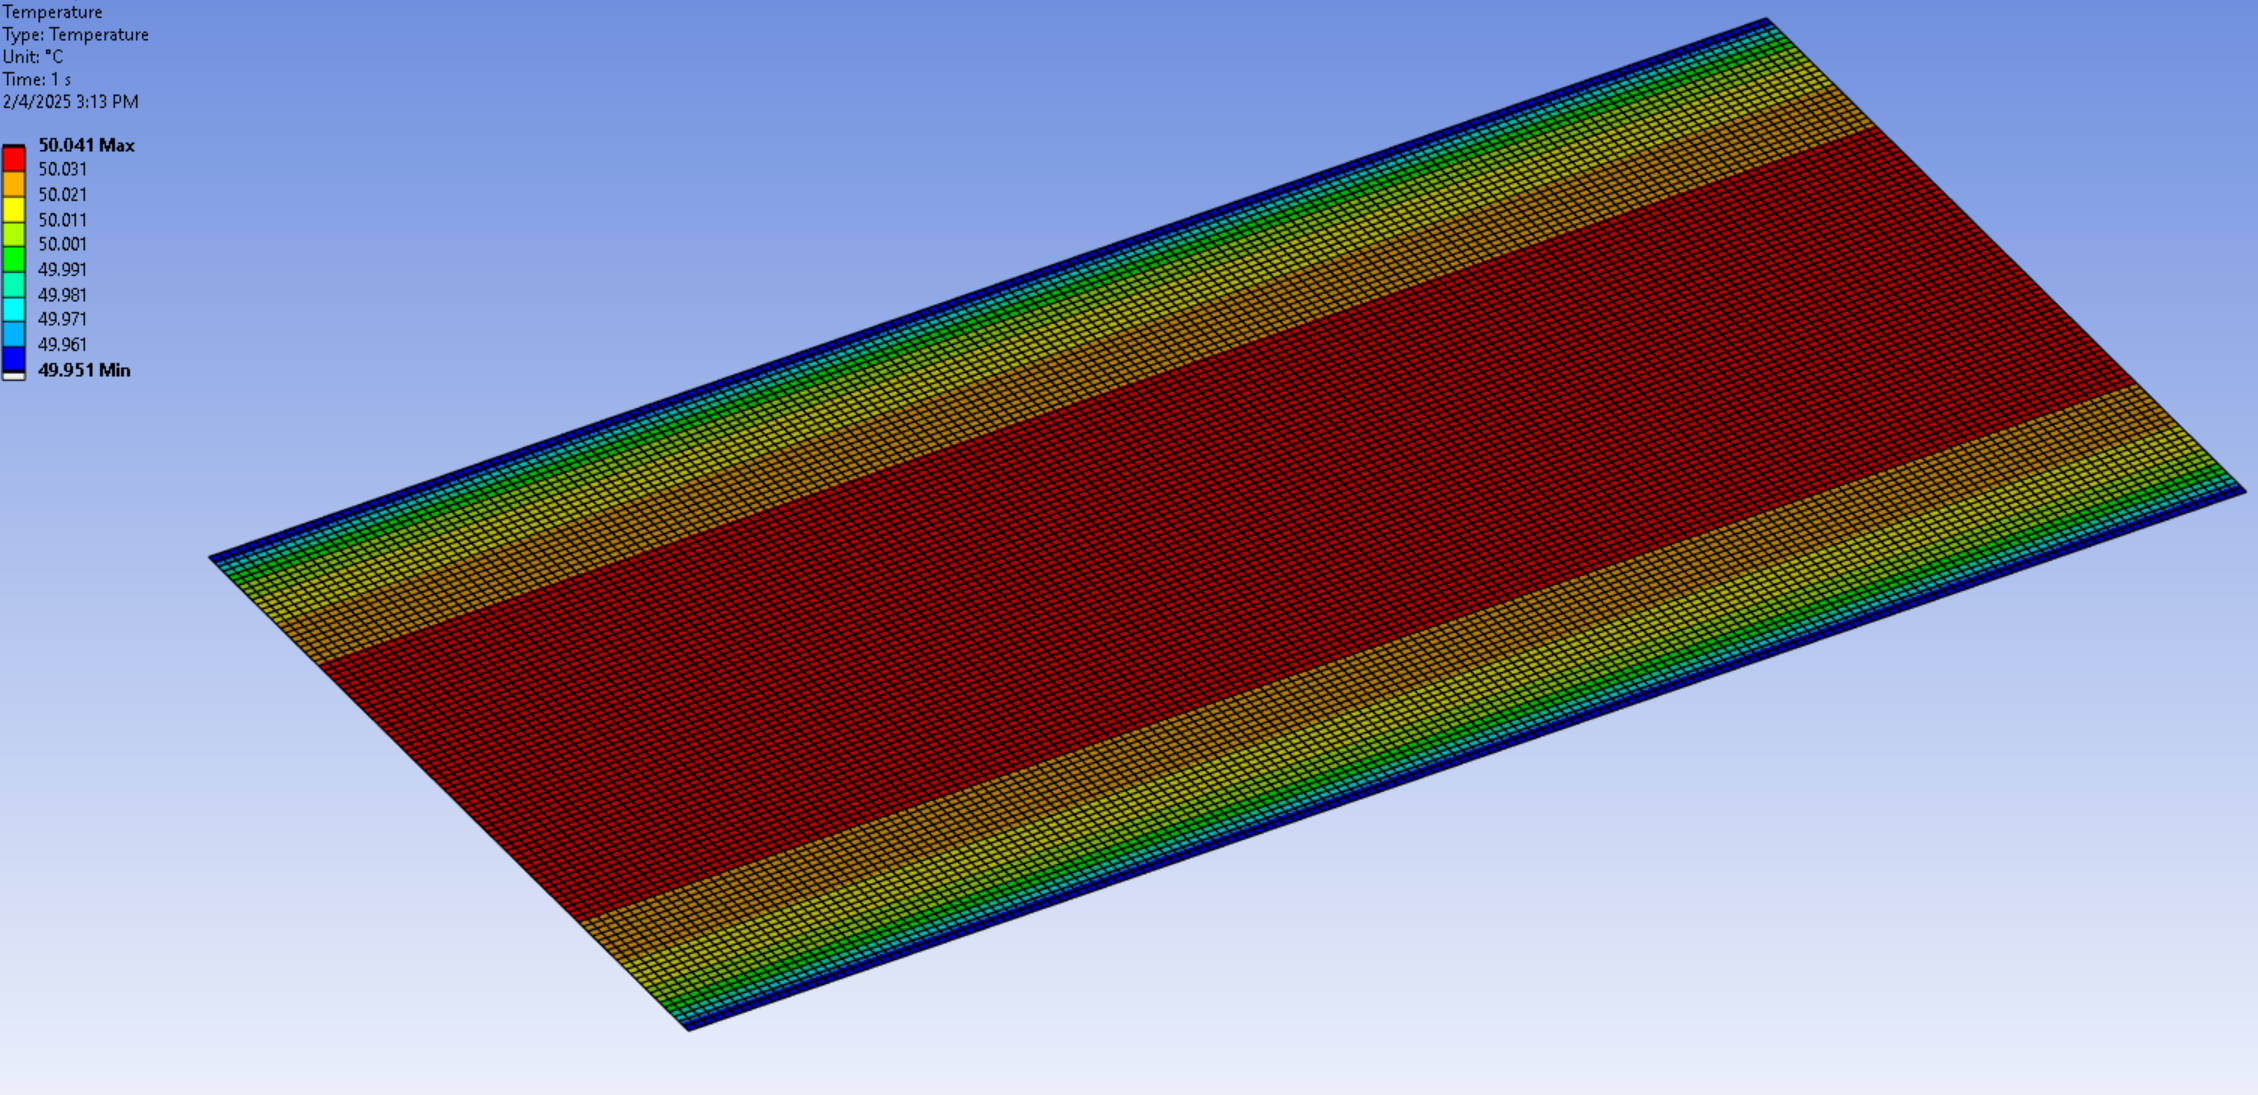 Temperature
Type: Temperature
Unit: °C
Time: 1 s
2/4/2025 3:13 PM
50.041 Max
50.031
50.021
50.011
50.001
49.991
49.981
49.971
49.961
49.951 Min